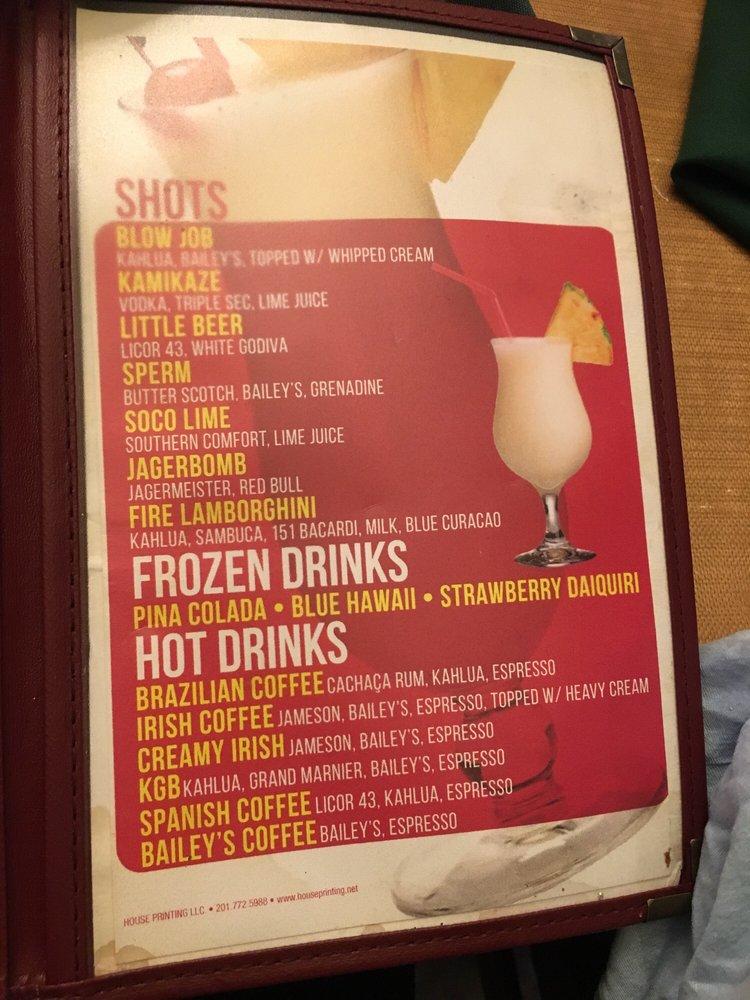 SHOTS
BLOW JOB
KAHLUA, BAILEY'S, TOPPED W/ WHIPPED CREAM
KAMIKAZE
VODKA, TRIPLE SEC, LIME JUICE
LITTLE BEER
LICOR 43, WHITE GODIVA
SPERM
BUTTER SCOTCH, BAILEY'S, GRENADINE
SOCO LIME
SOUTHERN COMFORT, LIME JUICE
JAGERBOMB
JAGERMEISTER, RED BULL
FIRE LAMBORGHINI
KAHLUA, SAMBUCA, 151 BACARDI, MILK, BLUE CURACAO
FROZEN DRINKS
PINA COLADA • BLUE HAWAII • STRAWBERRY DAIQUIRI
HOT DRINKS
BRAZILIAN COFFEE CACHAÇA RUM, KAHLUA, ESPRESSO
IRISH COFFEE JAMESON, BAILEY'S, ESPRESSO, TOPPED W/ HEAVY CREAM
CREAMY IRISH JAMESON, BAILEY'S, ESPRESSO
KGB KAHLUA, GRAND MARNIER, BAILEY'S, ESPRESSO
SPANISH COFFEE LICOR 43, KAHLUA, ESPRESSO
BAILEY'S COFFEE BAILEY'S, ESPRESSO
HOUSE PRINTING LLC • 201.772.5988 • www.houseprinting.net